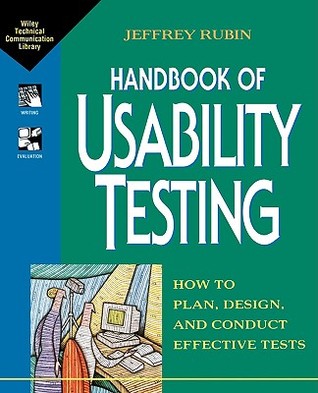 Wiley
Technical
Communication
Library
JEFFREY RUBIN
WRITING
EVALUATION
HANDBOOK OF
USABILITY
TESTING
HOW TO
PLAN, DESIGN,
AND CONDUCT
EFFECTIVE TESTS